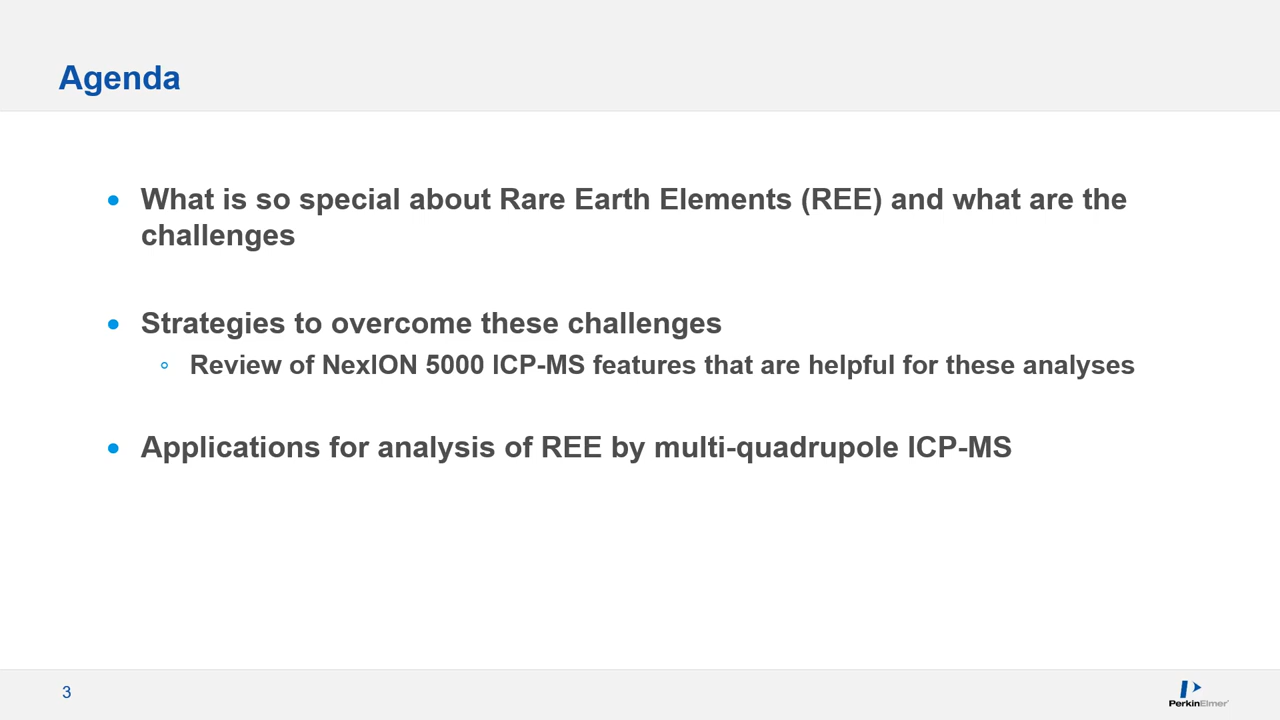 Agenda
• What is so special about Rare Earth Elements (REE) and what are the
challenges
• Strategies to overcome these challenges
◦ Review of NexION 5000 ICP-MS features that are helpful for these analyses
• Applications for analysis of REE by multi-quadrupole ICP-MS
3
PerkinElmer